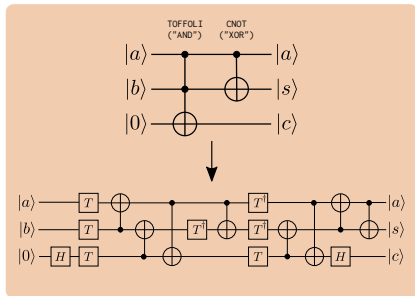 TOFFOLI CNOT
("AND") ("XOR")
|a⟩ |a⟩
|b⟩ |s⟩
|0⟩ |c⟩
|a⟩ T T† |a⟩
|b⟩ T T† T† |s⟩
|0⟩ H T T H |c⟩